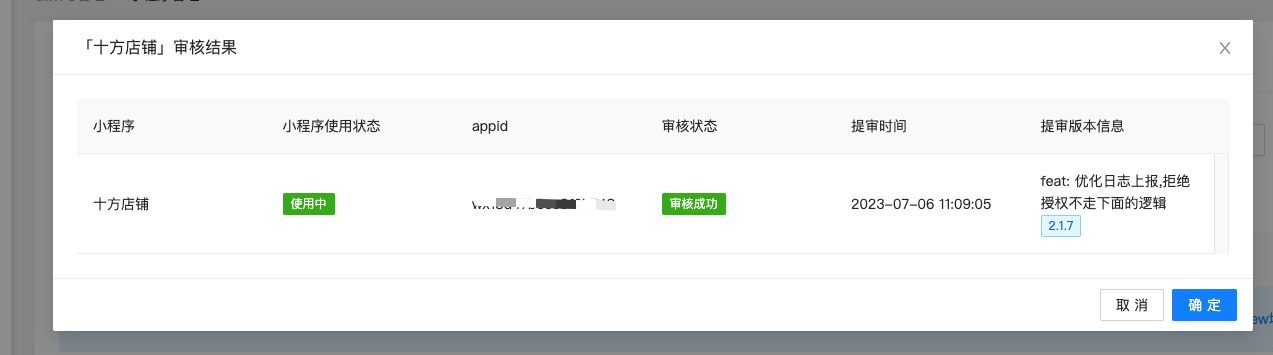 「十方店铺」审核结果
小程序
小程序使用状态
appid
审核状态
提审时间
提审版本信息
十方店铺
使用中
审核成功
2023-07-06 11:09:05
feat: 优化日志上报,拒绝
授权不走下面的逻辑
2.1.7
取 消
确 定